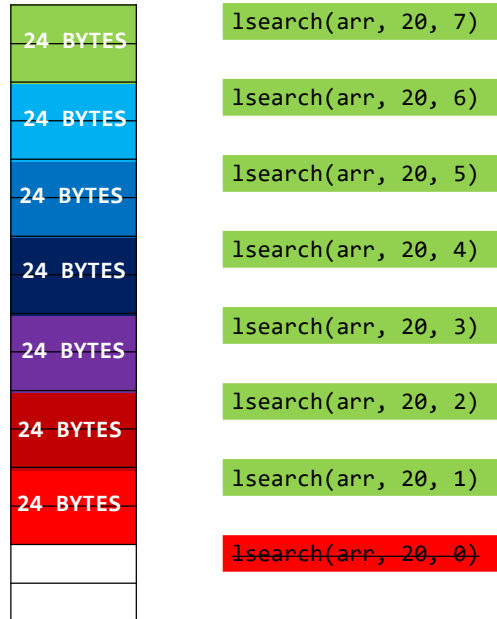 24 BYTES lsearch(arr, 20, 7)
24 BYTES lsearch(arr, 20, 6)
24 BYTES lsearch(arr, 20, 5)
24 BYTES lsearch(arr, 20, 4)
24 BYTES lsearch(arr, 20, 3)
24 BYTES lsearch(arr, 20, 2)
24 BYTES lsearch(arr, 20, 1)
lsearch(arr, 20, 0)